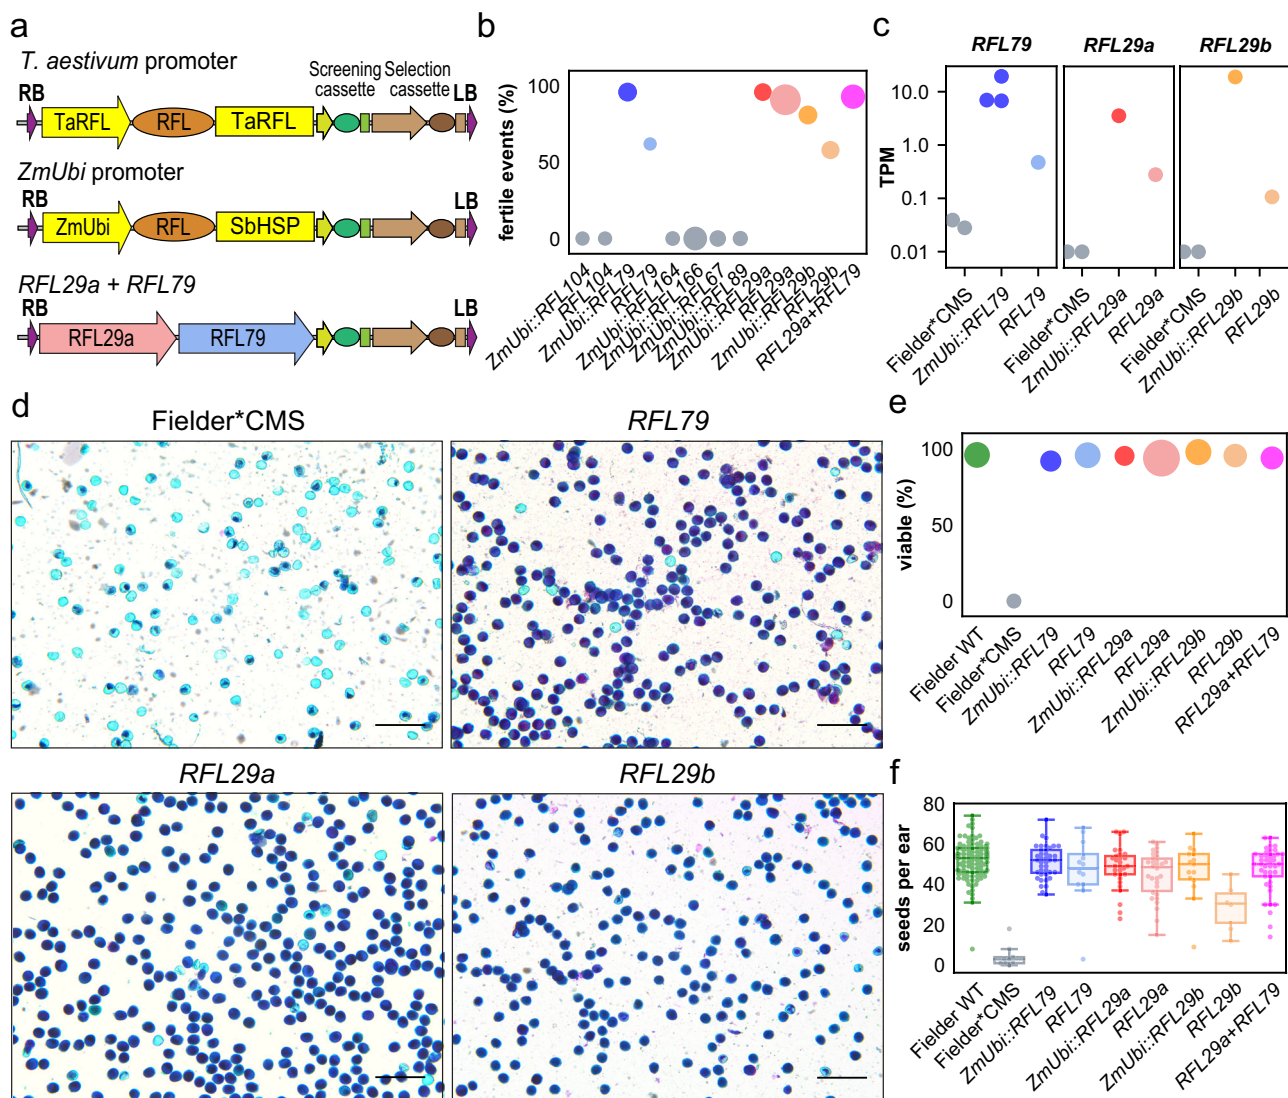 a
T. aestivum promoter
Screening cassette
Selection cassette
RB
LB
TaRFL
RFL
TaRFL
ZmUbi promoter
RB
LB
ZmUbi
RFL
SbHSP
RFL29a + RFL79
RB
LB
RFL29a
RFL79
b
fertile events (%)
100
50
0
ZmUbi::RFL104
RFL104
ZmUbi::RFL79
RFL79
ZmUbi::RFL164
ZmUbi::RFL166
ZmUbi::RFL67
ZmUbi::RFL89
ZmUbi::RFL29a
RFL29a
ZmUbi::RFL29b
RFL29b
RFL29a+RFL79
c
RFL79
RFL29a
RFL29b
TPM
10.0
1.0
0.1
0.01
Fielder*CMS
ZmUbi::RFL79
RFL79
Fielder*CMS
ZmUbi::RFL29a
RFL29a
Fielder*CMS
ZmUbi::RFL29b
RFL29b
d
Fielder*CMS
RFL79
RFL29a
RFL29b
e
viable (%)
100
50
0
Fielder WT
Fielder*CMS
ZmUbi::RFL79
RFL79
ZmUbi::RFL29a
RFL29a
ZmUbi::RFL29b
RFL29b
RFL29a+RFL79
f
seeds per ear
80
60
40
20
0
Fielder WT
Fielder*CMS
ZmUbi::RFL79
RFL79
ZmUbi::RFL29a
RFL29a
ZmUbi::RFL29b
RFL29b
RFL29a+RFL79